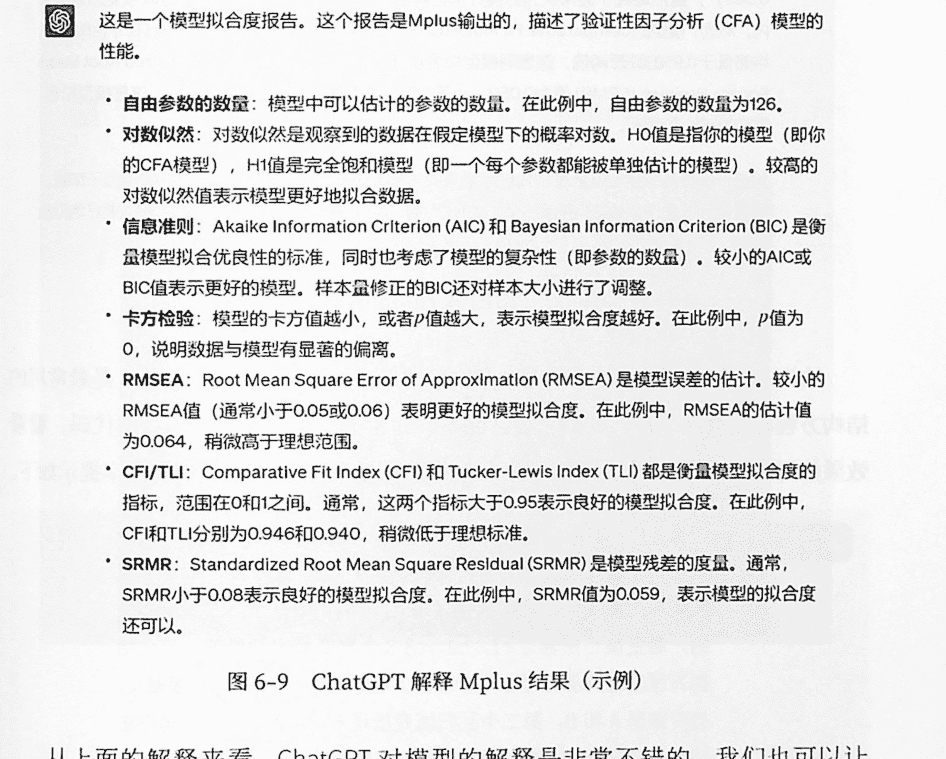 这是一个模型拟合度报告。这个报告是Mplus输出的，描述了验证性因子分析（CFA）模型的
性能。
• 自由参数的数量：模型中可以估计的参数的数量。在此例中，自由参数的数量为126。
• 对数似然：对数似然是观察到的数据在假定模型下的概率对数。H0值是指你的模型（即你
的CFA模型），H1值是完全饱和模型（即一个每个参数都能被单独估计的模型）。较高的
对数似然值表示模型更好地拟合数据。
• 信息准则：Akaike Information Criterion (AIC) 和 Bayesian Information Criterion (BIC) 是衡
量模型拟合优良性的标准，同时也考虑了模型的复杂性（即参数的数量）。较小的AIC或
BIC值表示更好的模型。样本量修正的BIC还对样本大小进行了调整。
• 卡方检验：模型的卡方值越小，或者p值越大，表示模型拟合度越好。在此例中，p值为
0，说明数据与模型有显著的偏离。
• RMSEA：Root Mean Square Error of Approximation (RMSEA) 是模型误差的估计。较小的
RMSEA值（通常小于0.05或0.06）表明更好的模型拟合度。在此例中，RMSEA的估计值
为0.064，稍微高于理想范围。
• CFI/TLI：Comparative Fit Index (CFI) 和 Tucker-Lewis Index (TLI) 都是衡量模型拟合度的
指标，范围在0和1之间。通常，这两个指标大于0.95表示良好的模型拟合度。在此例中，
CFI和TLI分别为0.946和0.940，稍微低于理想标准。
• SRMR：Standardized Root Mean Square Residual (SRMR) 是模型残差的度量。通常，
SRMR小于0.08表示良好的模型拟合度。在此例中，SRMR值为0.059，表示模型的拟合度
还可以。
图 6-9 ChatGPT 解释 Mplus 结果（示例）
从上面的解释来看，ChatGPT 对模型的解释是非常不错的。我们也可以让